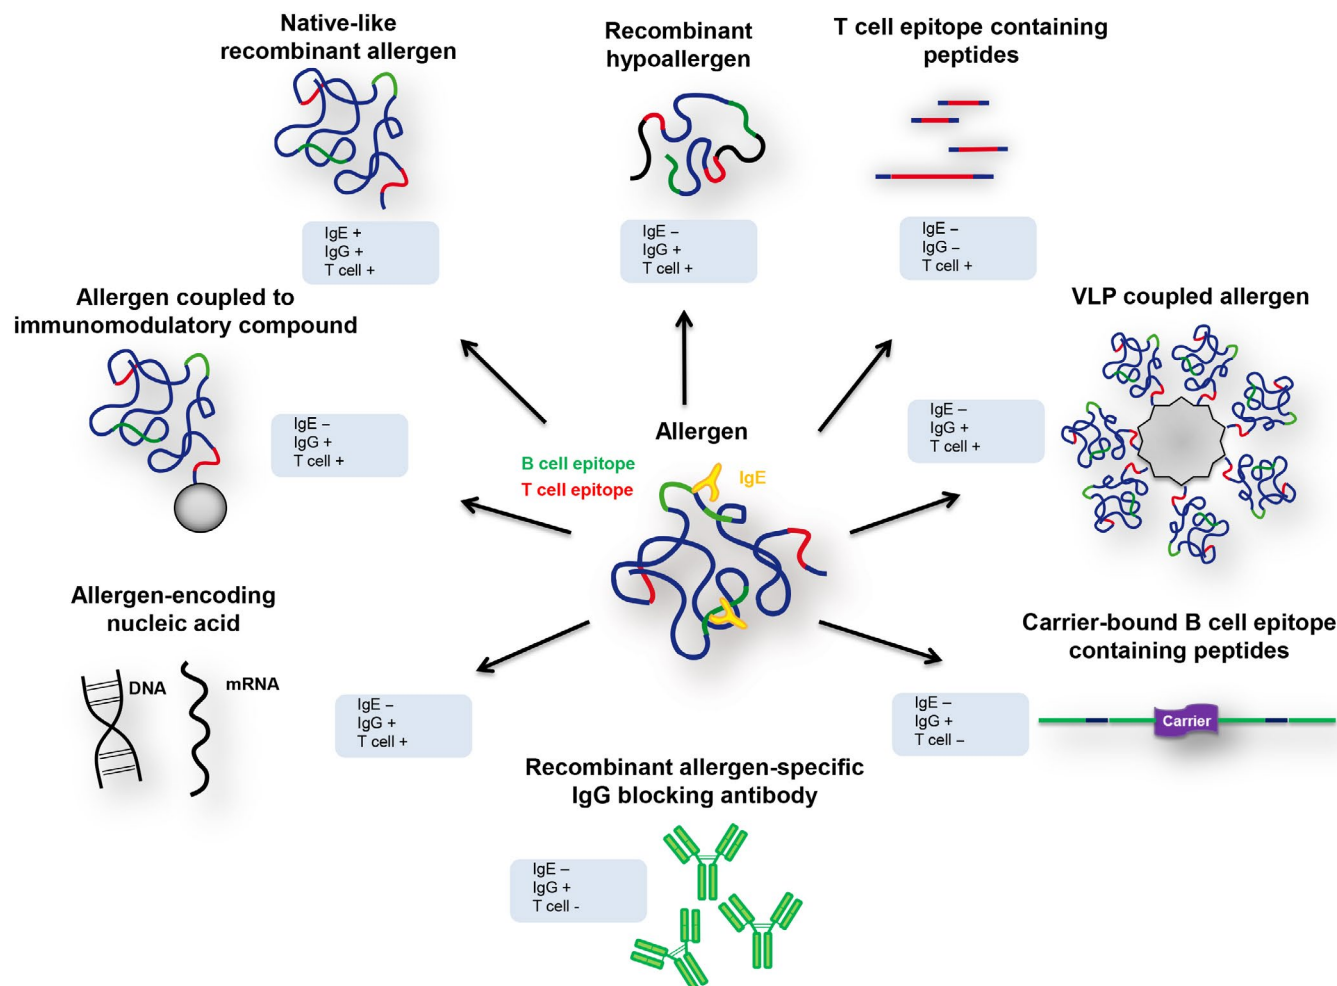 Native-like
recombinant allergen
IgE +
IgG +
T cell +
Recombinant
hypoallergen
IgE –
IgG +
T cell +
T cell epitope containing
peptides
IgE –
IgG –
T cell +
Allergen coupled to
immunomodulatory compound
IgE –
IgG +
T cell +
VLP coupled allergen
IgE –
IgG +
T cell +
Allergen
B cell epitope
T cell epitope
IgE
Allergen-encoding
nucleic acid
DNA
mRNA
IgE –
IgG +
T cell +
Carrier-bound B cell epitope
containing peptides
IgE –
IgG +
T cell –
Carrier
Recombinant allergen-specific
IgG blocking antibody
IgE –
IgG +
T cell -